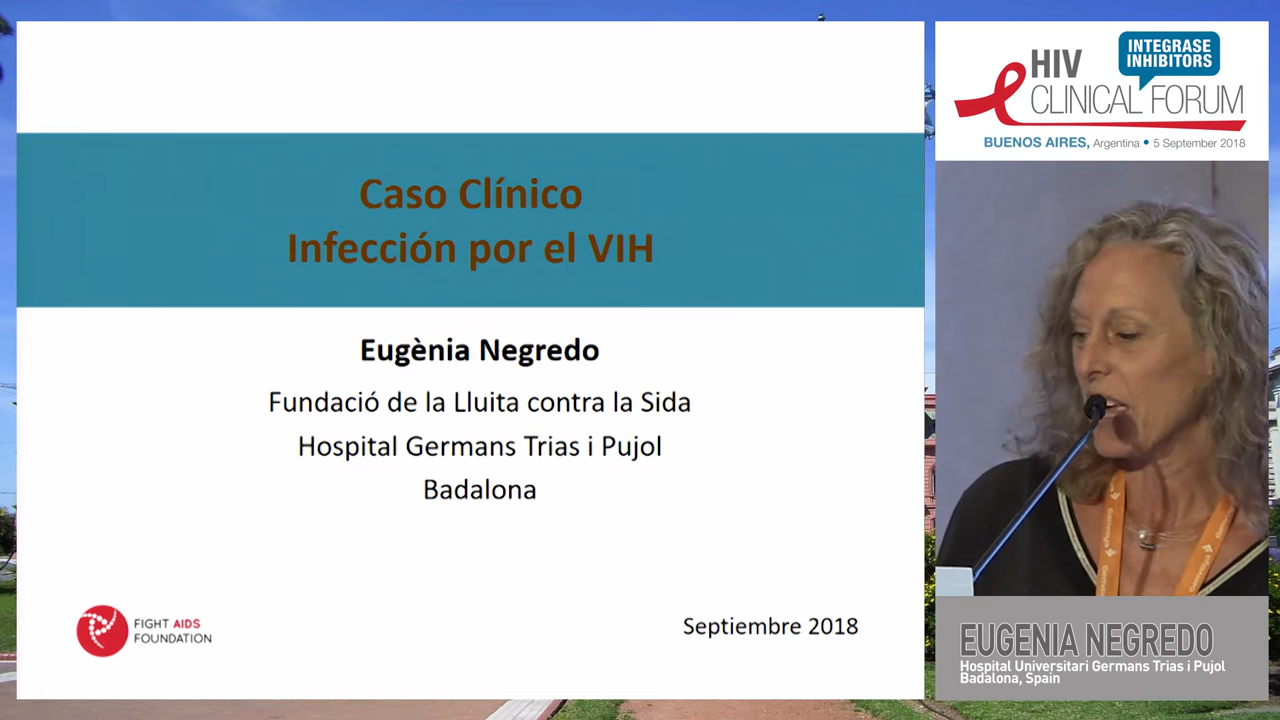 Caso Clínico
Infección por el VIH
Eugènia Negredo
Fundació de la Lluita contra la Sida
Hospital Germans Trias i Pujol
Badalona
FIGHT AIDS
FOUNDATION
Septiembre 2018
INTEGRASE
INHIBITORS
HIV
CLINICAL FORUM
BUENOS AIRES, Argentina • 5 September 2018
EUGENIA NEGREDO
Hospital Universitari Germans Trias i Pujol
Badalona, Spain